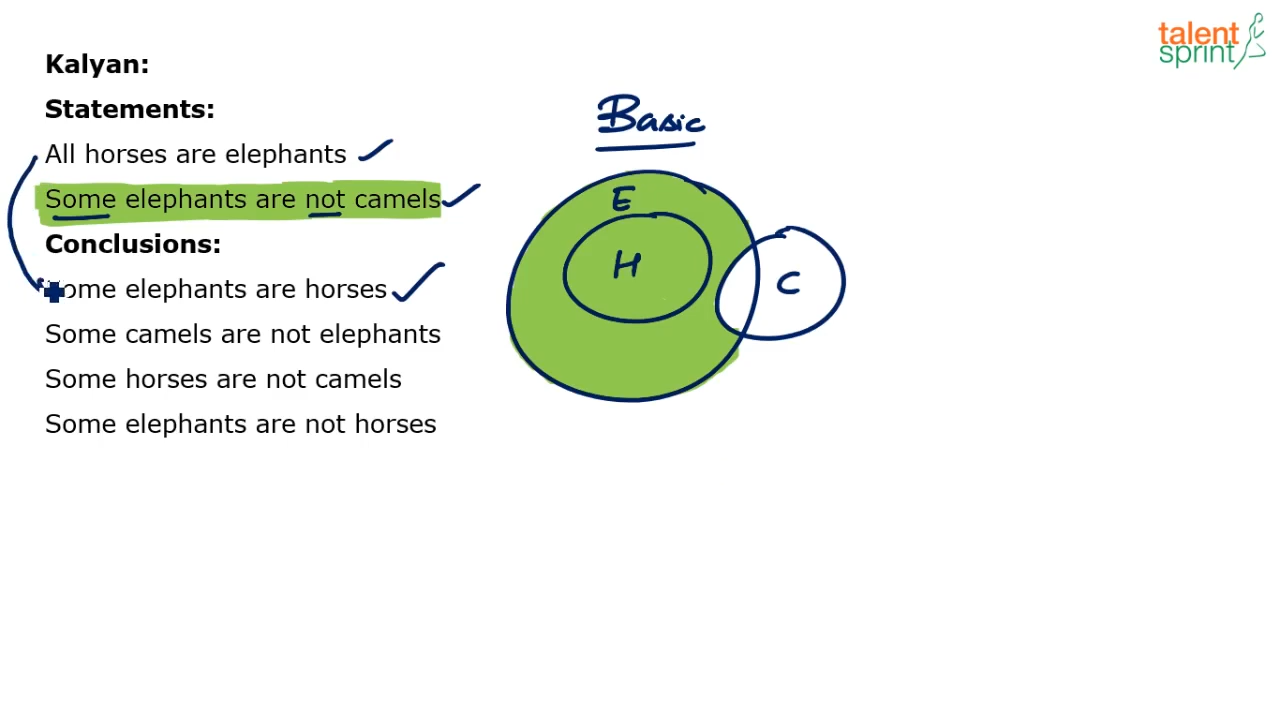 talent
sprint
Kalyan:
Statements:
All horses are elephants
Some elephants are not camels
Conclusions:
Some elephants are horses
Some camels are not elephants
Some horses are not camels
Some elephants are not horses
Basic
E
H
C